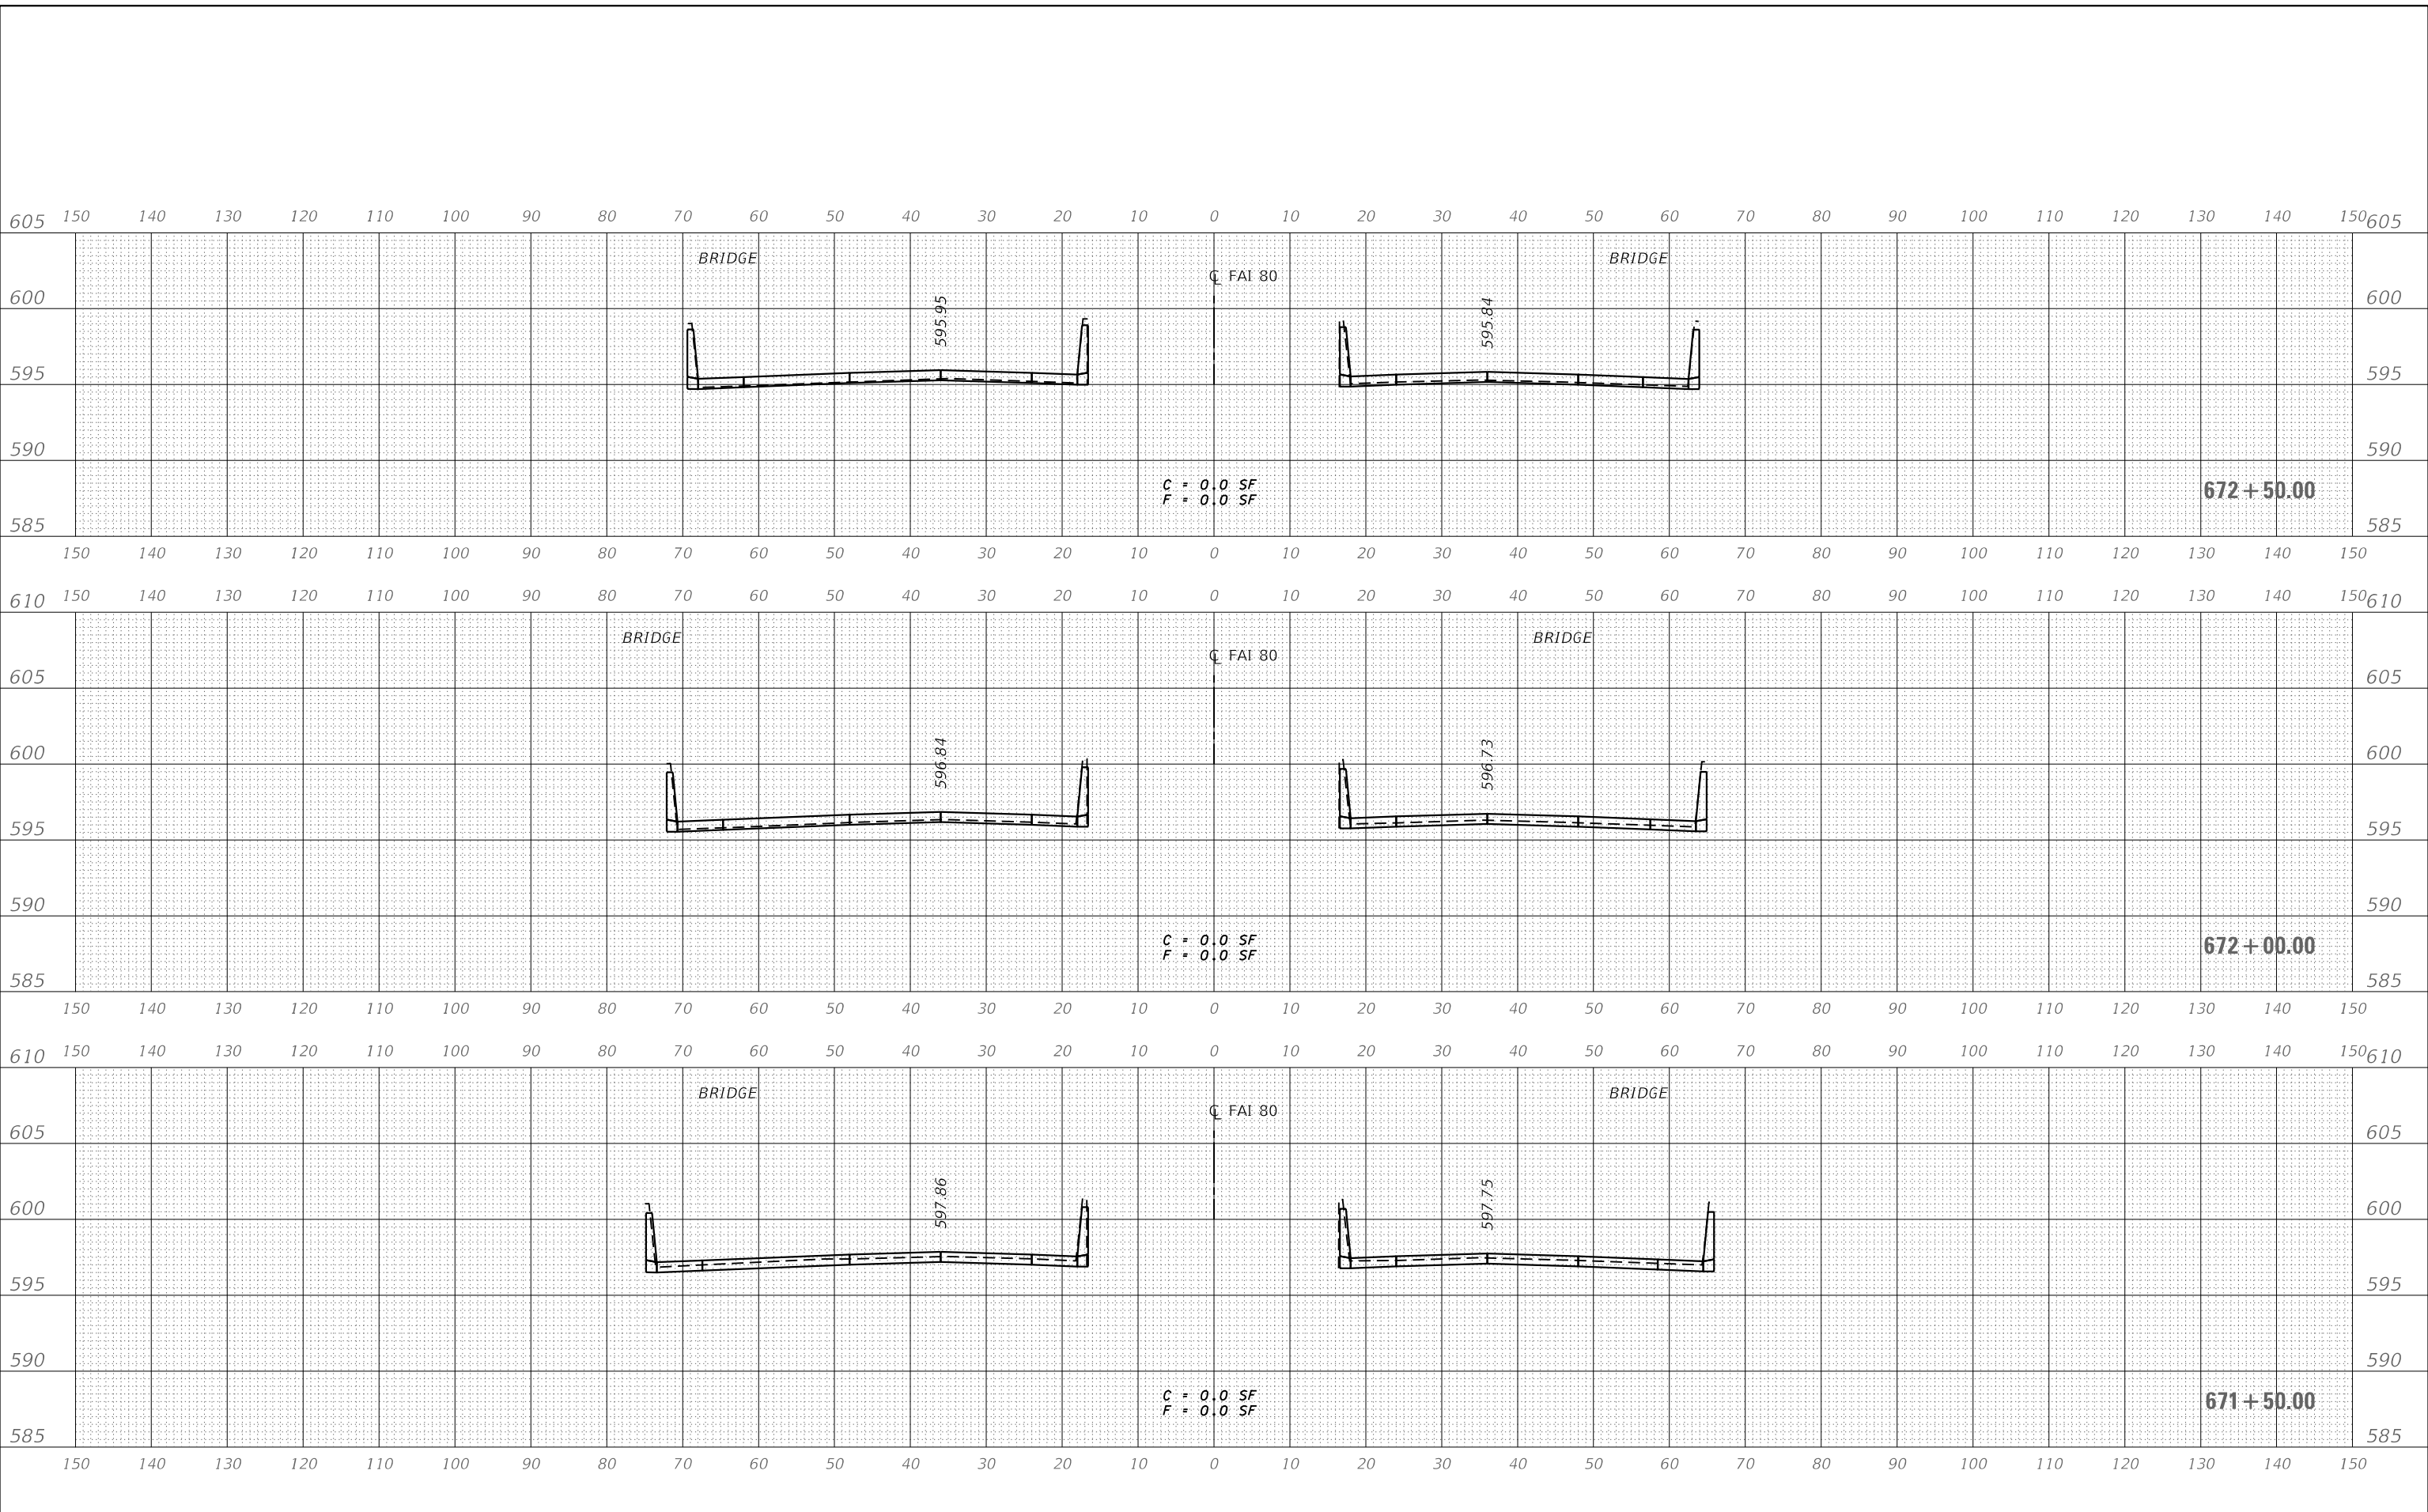 150 140 130 120 110 100 90 80 70 60 50 40 30 20 10 0 10 20 30 40 50 60 70 80 90 100 110 120 130 140 150
605 605
BRIDGE BRIDGE
℄ FAI 80
600 595.95 595.84 600
595 595
590 590
C = 0.0 SF
F = 0.0 SF
672+50.00
585 585
150 140 130 120 110 100 90 80 70 60 50 40 30 20 10 0 10 20 30 40 50 60 70 80 90 100 110 120 130 140 150
150 140 130 120 110 100 90 80 70 60 50 40 30 20 10 0 10 20 30 40 50 60 70 80 90 100 110 120 130 140 150
610 610
BRIDGE BRIDGE
℄ FAI 80
605 605
600 596.84 596.73 600
595 595
590 590
C = 0.0 SF
F = 0.0 SF
672+00.00
585 585
150 140 130 120 110 100 90 80 70 60 50 40 30 20 10 0 10 20 30 40 50 60 70 80 90 100 110 120 130 140 150
150 140 130 120 110 100 90 80 70 60 50 40 30 20 10 0 10 20 30 40 50 60 70 80 90 100 110 120 130 140 150
610 610
BRIDGE BRIDGE
℄ FAI 80
605 605
600 597.86 597.75 600
595 595
590 590
C = 0.0 SF
F = 0.0 SF
671+50.00
585 585
150 140 130 120 110 100 90 80 70 60 50 40 30 20 10 0 10 20 30 40 50 60 70 80 90 100 110 120 130 140 150